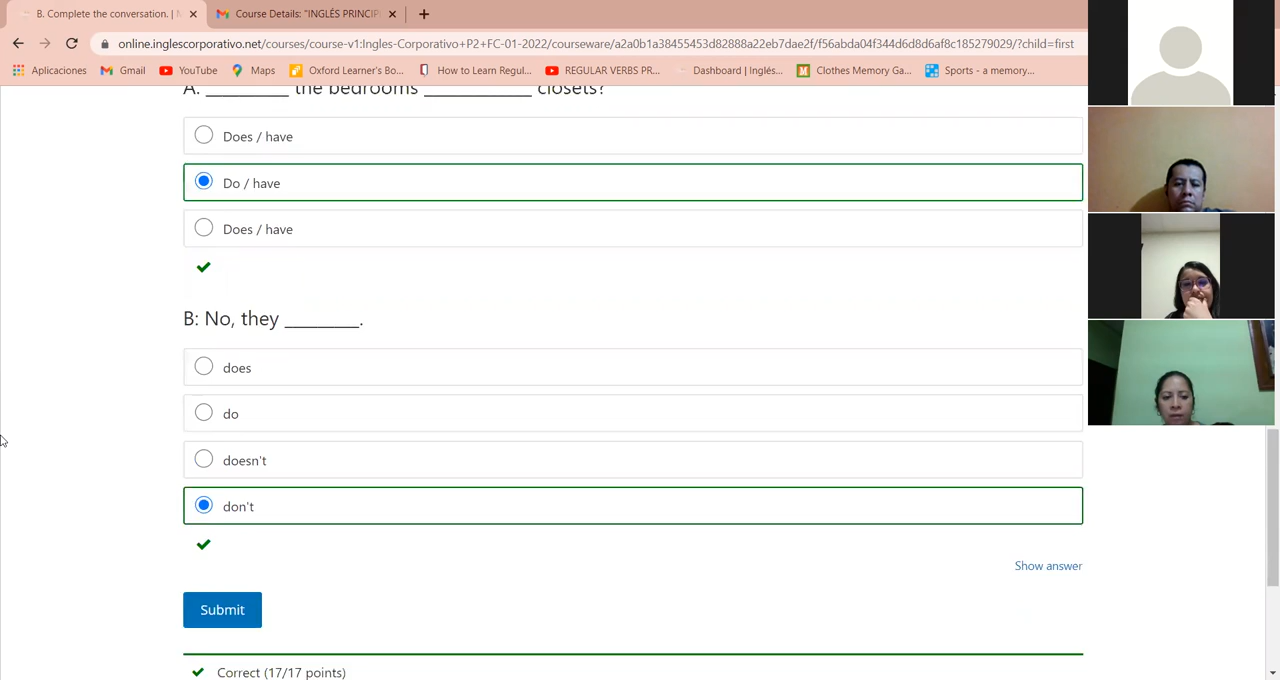 B. Complete the conversation. |
Course Details: "INGLÉS PRINCIP
online.inglescorporativo.net/courses/course-v1:Ingles-Corporativo+P2+FC-01-2022/courseware/a2a0b1a38455453d82888a22eb7dae2f/f56abda04f344d6d8d6af8c185279029/?child=first
Aplicaciones Gmail YouTube Maps Oxford Learner's Bo... How to Learn Regul... REGULAR VERBS PR... Dashboard | Inglés... Clothes Memory Ga... Sports - a memory...
A: _________ the bedrooms ____________ closets?
Does / have
Do / have
Does / have
B: No, they ________.
does
do
doesn't
don't
Show answer
Submit
Correct (17/17 points)